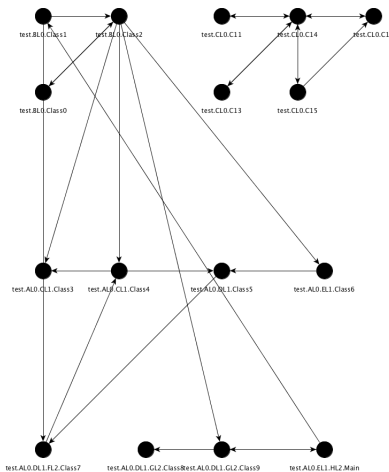 test.BL0.Class1
test.BL0.Class2
test.CL0.C11
test.CL0.C14
test.CL0.C1
test.BL0.Class0
test.CL0.C13
test.CL0.C15
test.AL0.CL1.Class3
test.AL0.CL1.Class4
test.AL0.DL1.Class5
test.AL0.EL1.Class6
test.AL0.DL1.FL2.Class7
test.AL0.DL1.GL2.Class8
test.AL0.DL1.GL2.Class9
test.AL0.EL1.HL2.Main